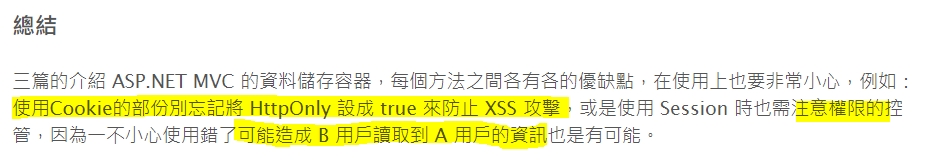 總結
三篇的介紹 ASP.NET MVC 的資料儲存容器，每個方法之間各有各的優缺點，在使用上也要非常小心，例如：
使用Cookie的部份別忘記將 HttpOnly 設成 true 來防止 XSS 攻擊，或是使用 Session 時也需注意權限的控
管，因為一不小心使用錯了可能造成 B 用戶讀取到 A 用戶的資訊也是有可能。